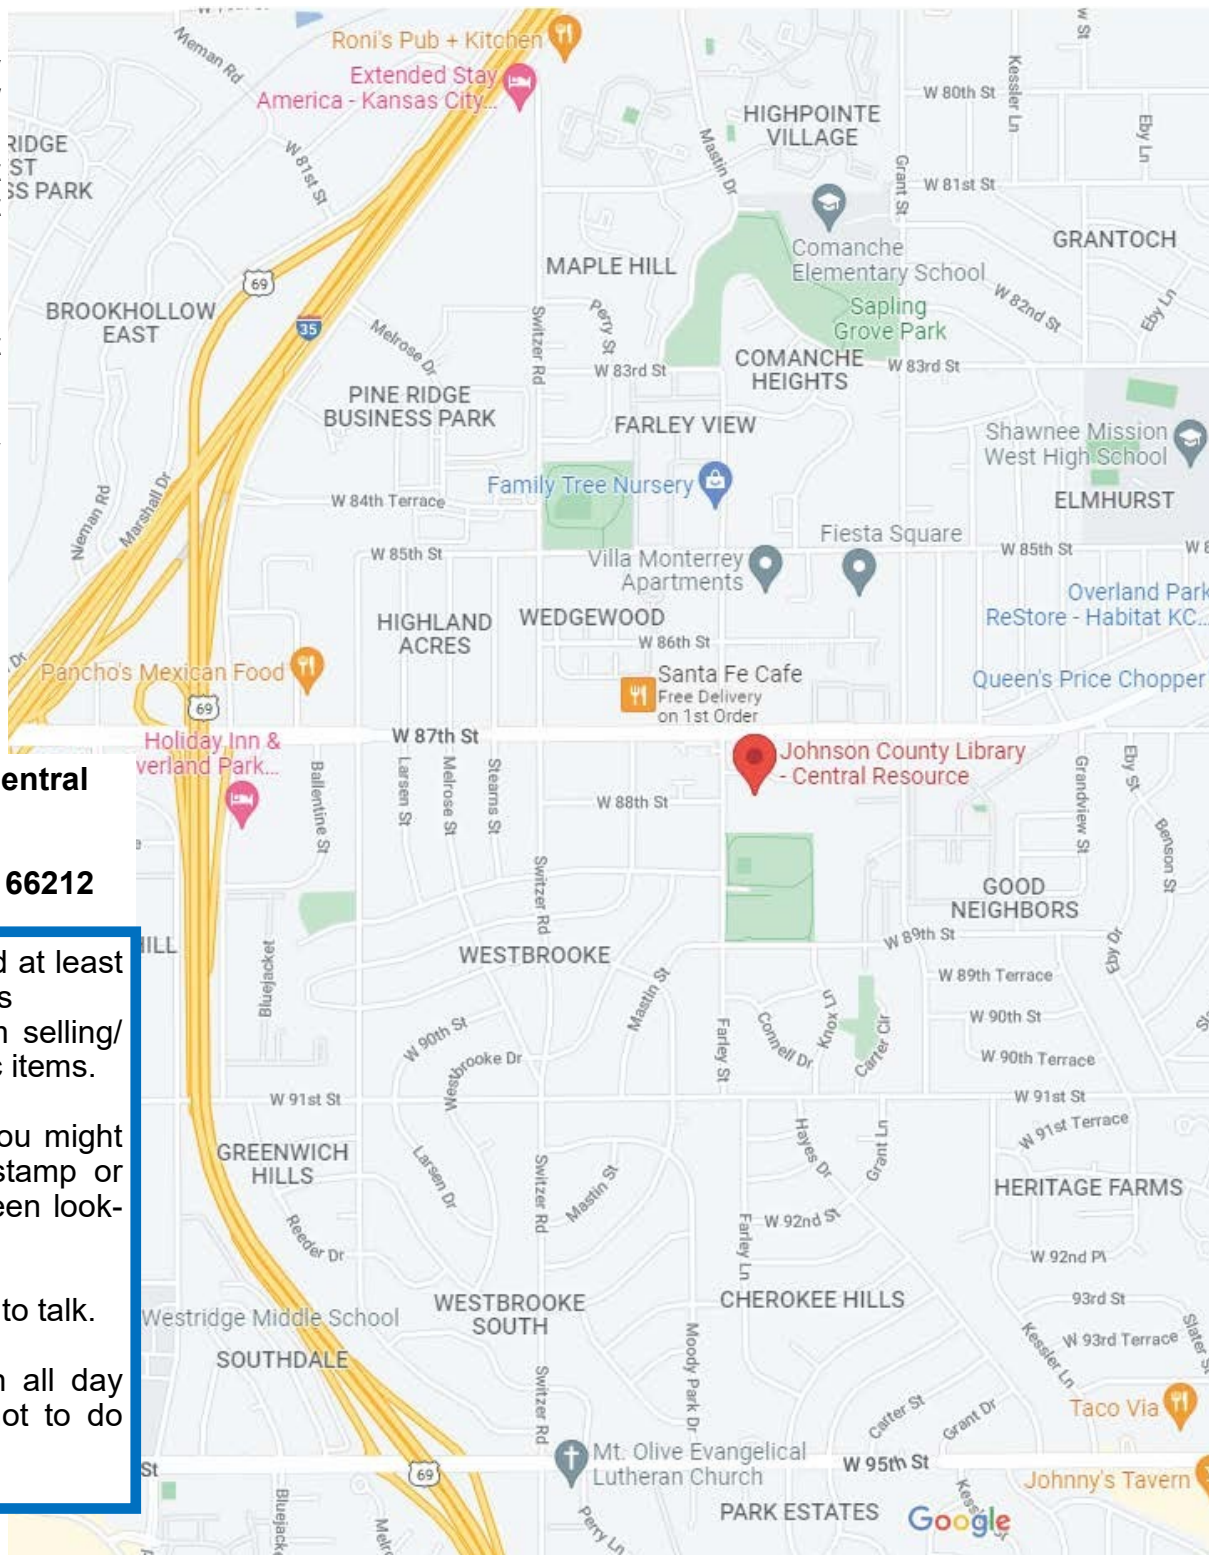 Nieman Rd
Roni's Pub + Kitchen
Extended Stay
America - Kansas City...
W 80th St
Kessler Ln
Eby Ln
HIGHPOINTE
VILLAGE
RIDGE
ST
SS PARK
W 81st St
Mastin Dr
Grant St
W 81st St
Comanche
Elementary School
GRANTOCH
MAPLE HILL
69
Sapling
Grove Park
W 82nd St
Eby Ln
BROOKHOLLOW
EAST
35
Melrose Dr
Switzer Rd
Perry St
W 83rd St
COMANCHE
HEIGHTS
W 83rd St
PINE RIDGE
BUSINESS PARK
FARLEY VIEW
Shawnee Mission
West High School
Family Tree Nursery
ELMHURST
W 84th Terrace
Nieman Rd
Marshall Dr
Fiesta Square
W 85th St
W 85th St
Villa Monterrey
Apartments
Overland Park
ReStore - Habitat KC...
HIGHLAND
ACRES
WEDGEWOOD
W 86th St
Pancho's Mexican Food
Santa Fe Cafe
Free Delivery
on 1st Order
Queen's Price Chopper
69
W 87th St
Holiday Inn &
verland Park...
Johnson County Library
- Central Resource
Ballentine St
Larsen St
Melrose St
Stearns St
W 88th St
Grandview St
Eby St
Benson St
entral
66212
Switzer Rd
GOOD
NEIGHBORS
HILL
WESTBROOKE
W 89th St
Eby Dr
Bluejacket
Mastin St
W 89th Terrace
d at least
s
n selling/
c items.
W 90th St
Westbrooke Dr
Farley St
Connell Dr
Knox Ln
Carter Cir
W 90th St
W 90th Terrace
W 91st St
W 91st St
W 91st Terrace
ou might
stamp or
een look-
GREENWICH
HILLS
Larsen Dr
Switzer Rd
Mastin St
Hayes Dr
Grant Ln
HERITAGE FARMS
Reeder Dr
Farley Ln
W 92nd St
W 92nd Pl
to talk.
Westridge Middle School
WESTBROOKE
SOUTH
CHEROKEE HILLS
93rd St
SOUTHDALE
Moody Park Dr
Kessler Ln
W 93rd Terrace
Slater St
n all day
ot to do
Switzer Rd
Carter St
Grant Dr
Taco Via
St
69
Mt. Olive Evangelical
Lutheran Church
W 95th St
Johnny's Tavern
PARK ESTATES
Google
Perry Ln